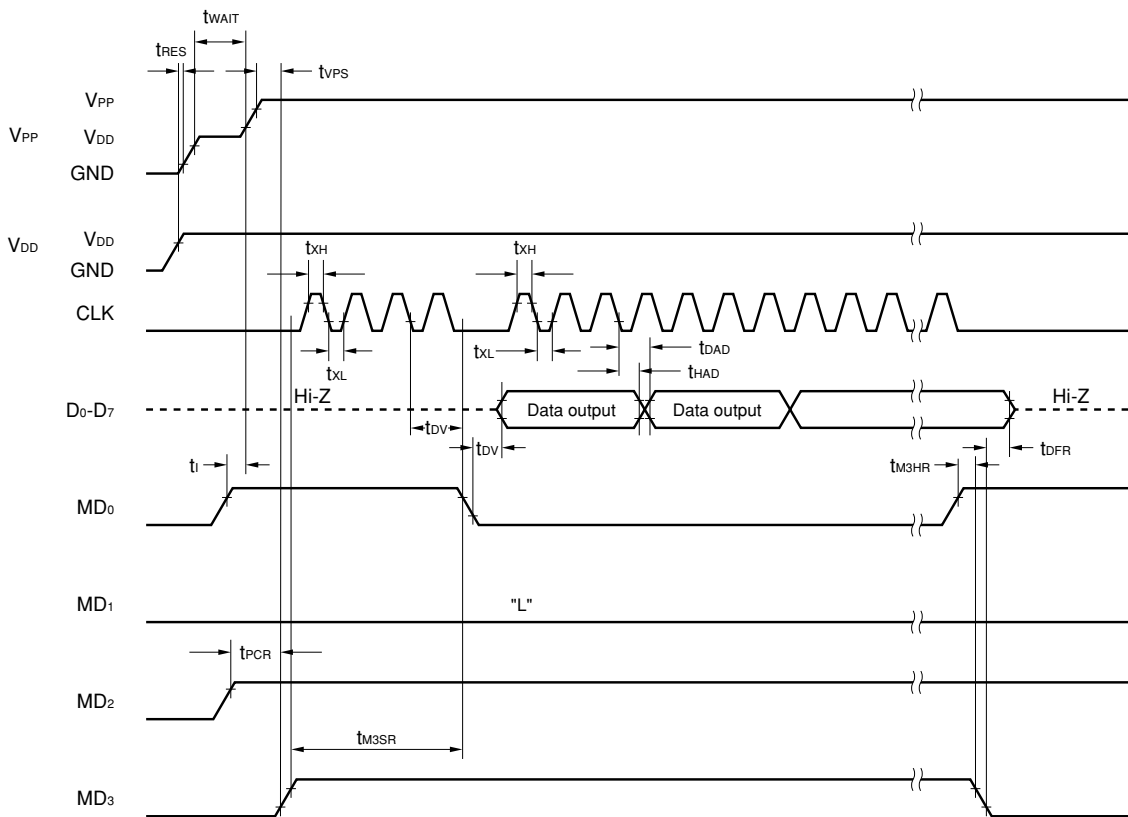 tWAIT
tRES
tVPS
VPP
VPP
VDD
GND
VDD
VDD
GND
tXH
tXH
CLK
tXL
tXL
tDAD
tHAD
D0-D7
Hi-Z
Data output
Data output
Hi-Z
tDV
tDV
tDFR
tI
tM3HR
MD0
MD1
"L"
tPCR
MD2
tM3SR
MD3